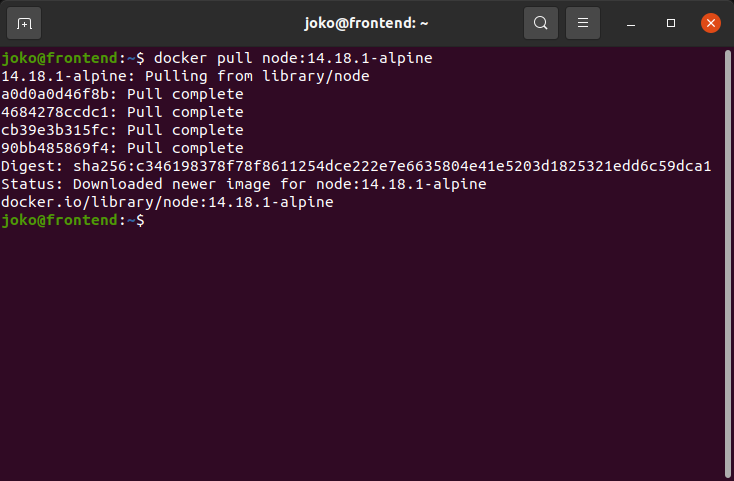 joko@frontend: ~
joko@frontend:~$ docker pull node:14.18.1-alpine
14.18.1-alpine: Pulling from library/node
a0d0a0d46f8b: Pull complete
4684278ccdc1: Pull complete
cb39e3b315fc: Pull complete
90bb485869f4: Pull complete
Digest: sha256:c346198378f78f8611254dce222e7e6635804e41e5203d1825321edd6c59dca1
Status: Downloaded newer image for node:14.18.1-alpine
docker.io/library/node:14.18.1-alpine
joko@frontend:~$